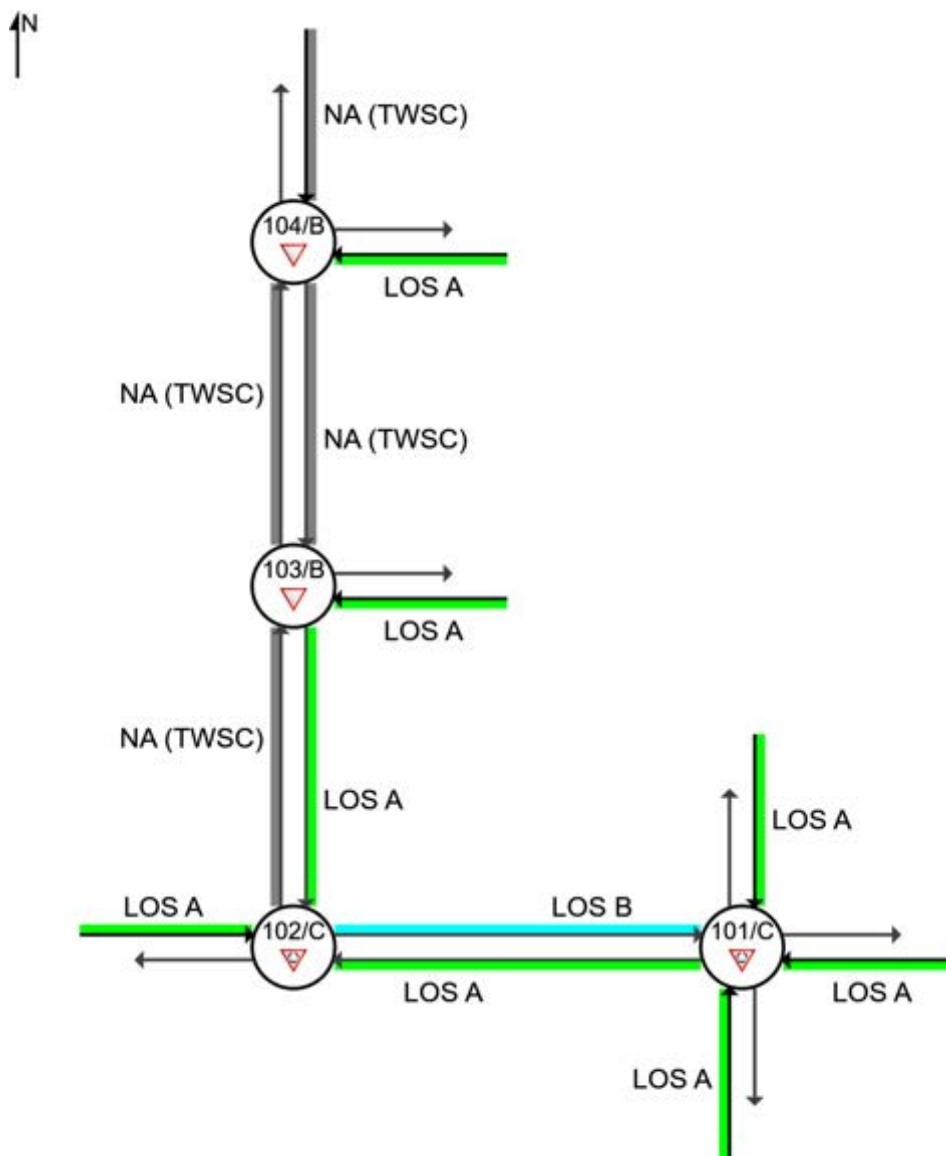 N
NA (TWSC)
104/B
LOS A
NA (TWSC)
NA (TWSC)
103/B
LOS A
NA (TWSC)
LOS A
LOS A
LOS A
102/C
LOS B
101/C
LOS A
LOS A
LOS A